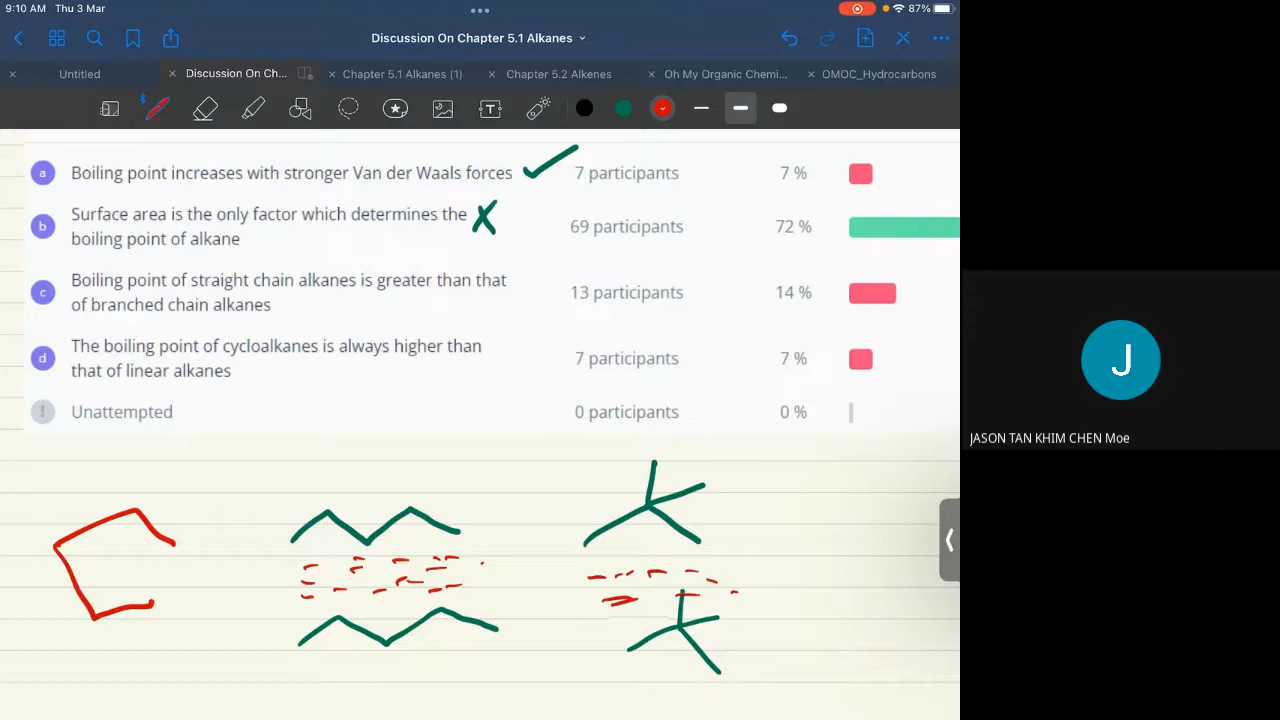 9:10 AM Thu 3 Mar
87%
Discussion On Chapter 5.1 Alkanes
Untitled
Discussion On Ch...
Chapter 5.1 Alkanes (1)
Chapter 5.2 Alkenes
Oh My Organic Chemi...
OMOC_Hydrocarbons
a Boiling point increases with stronger Van der Waals forces 7 participants 7 %
b Surface area is the only factor which determines the
boiling point of alkane 69 participants 72 %
c Boiling point of straight chain alkanes is greater than that
of branched chain alkanes 13 participants 14 %
d The boiling point of cycloalkanes is always higher than
that of linear alkanes 7 participants 7 %
! Unattempted 0 participants 0 %
J
JASON TAN KHIM CHEN Moe